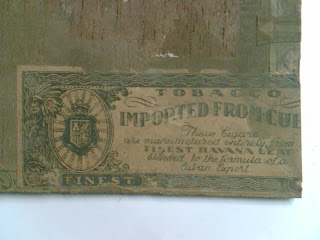 TOBACCO
IMPORTED FROM CUB
These Cigars
are manufactured entirely from
FINEST HAVANA LEAF
blended to the formula of a
Cuban Expert
FINEST